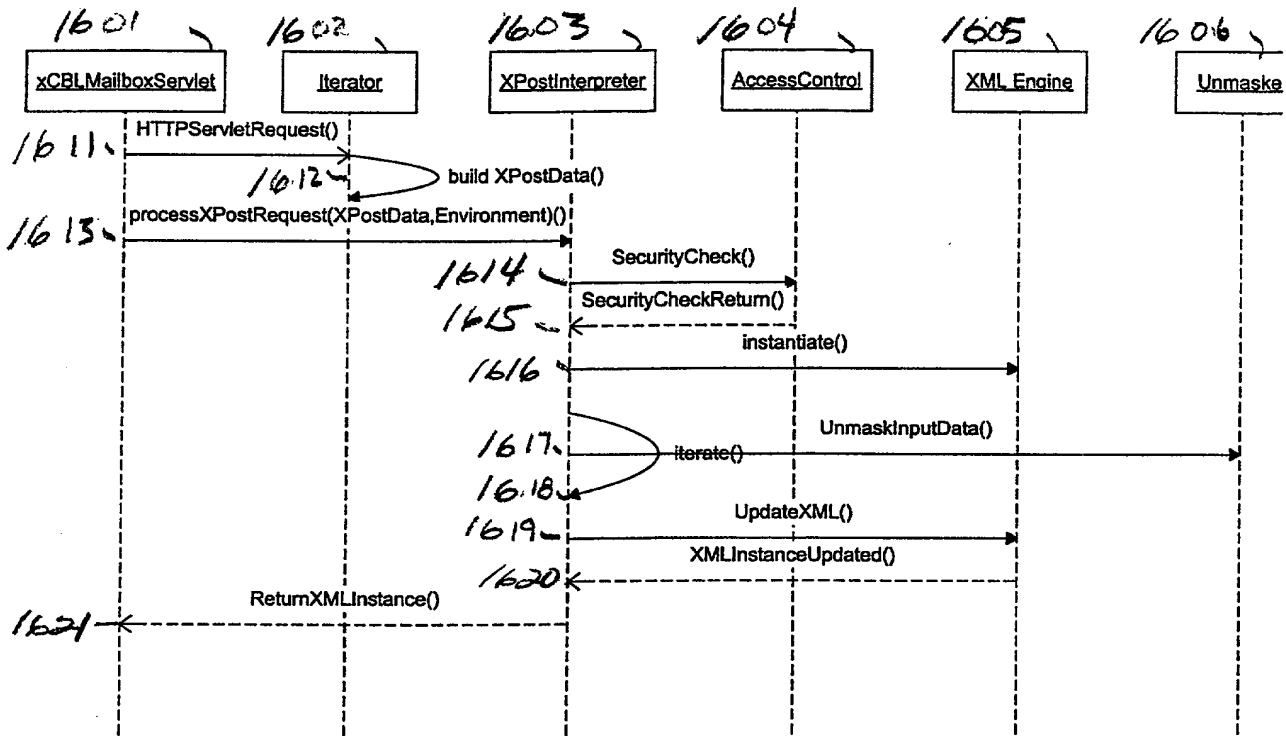 1601 1602 1603 1604 1605 1606
xCBLMailboxServlet Iterator XPostInterpreter AccessControl XML Engine Unmaske
HTTPServletRequest()
1611
1612 build XPostData()
processXPostRequest(XPostData,Environment)()
1613
1614 SecurityCheck()
SecurityCheckReturn()
1615
instantiate()
1616
UnmaskInputData()
1617 iterate()
1618
UpdateXML()
1619
XMLInstanceUpdated()
1620
ReturnXMLInstance()
1621